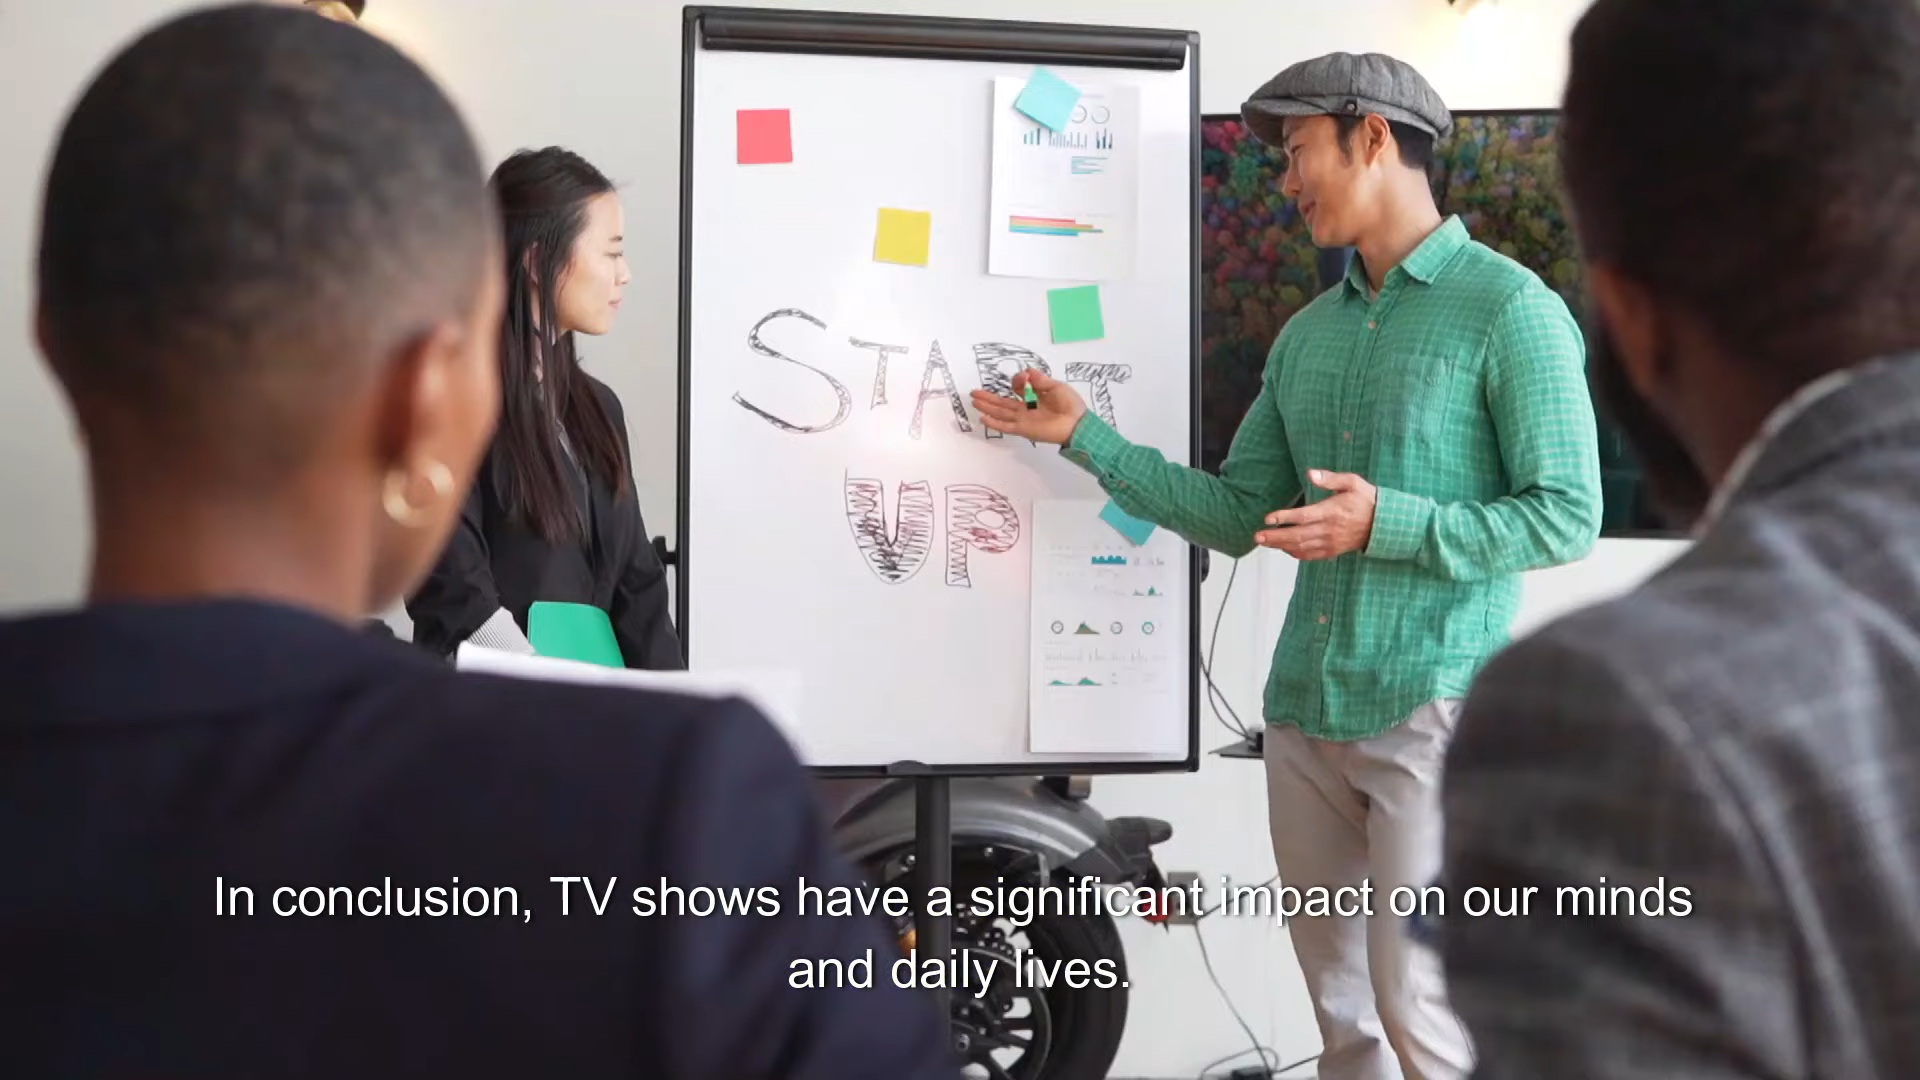 START
UP
In conclusion, TV shows have a significant impact on our minds
and daily lives.